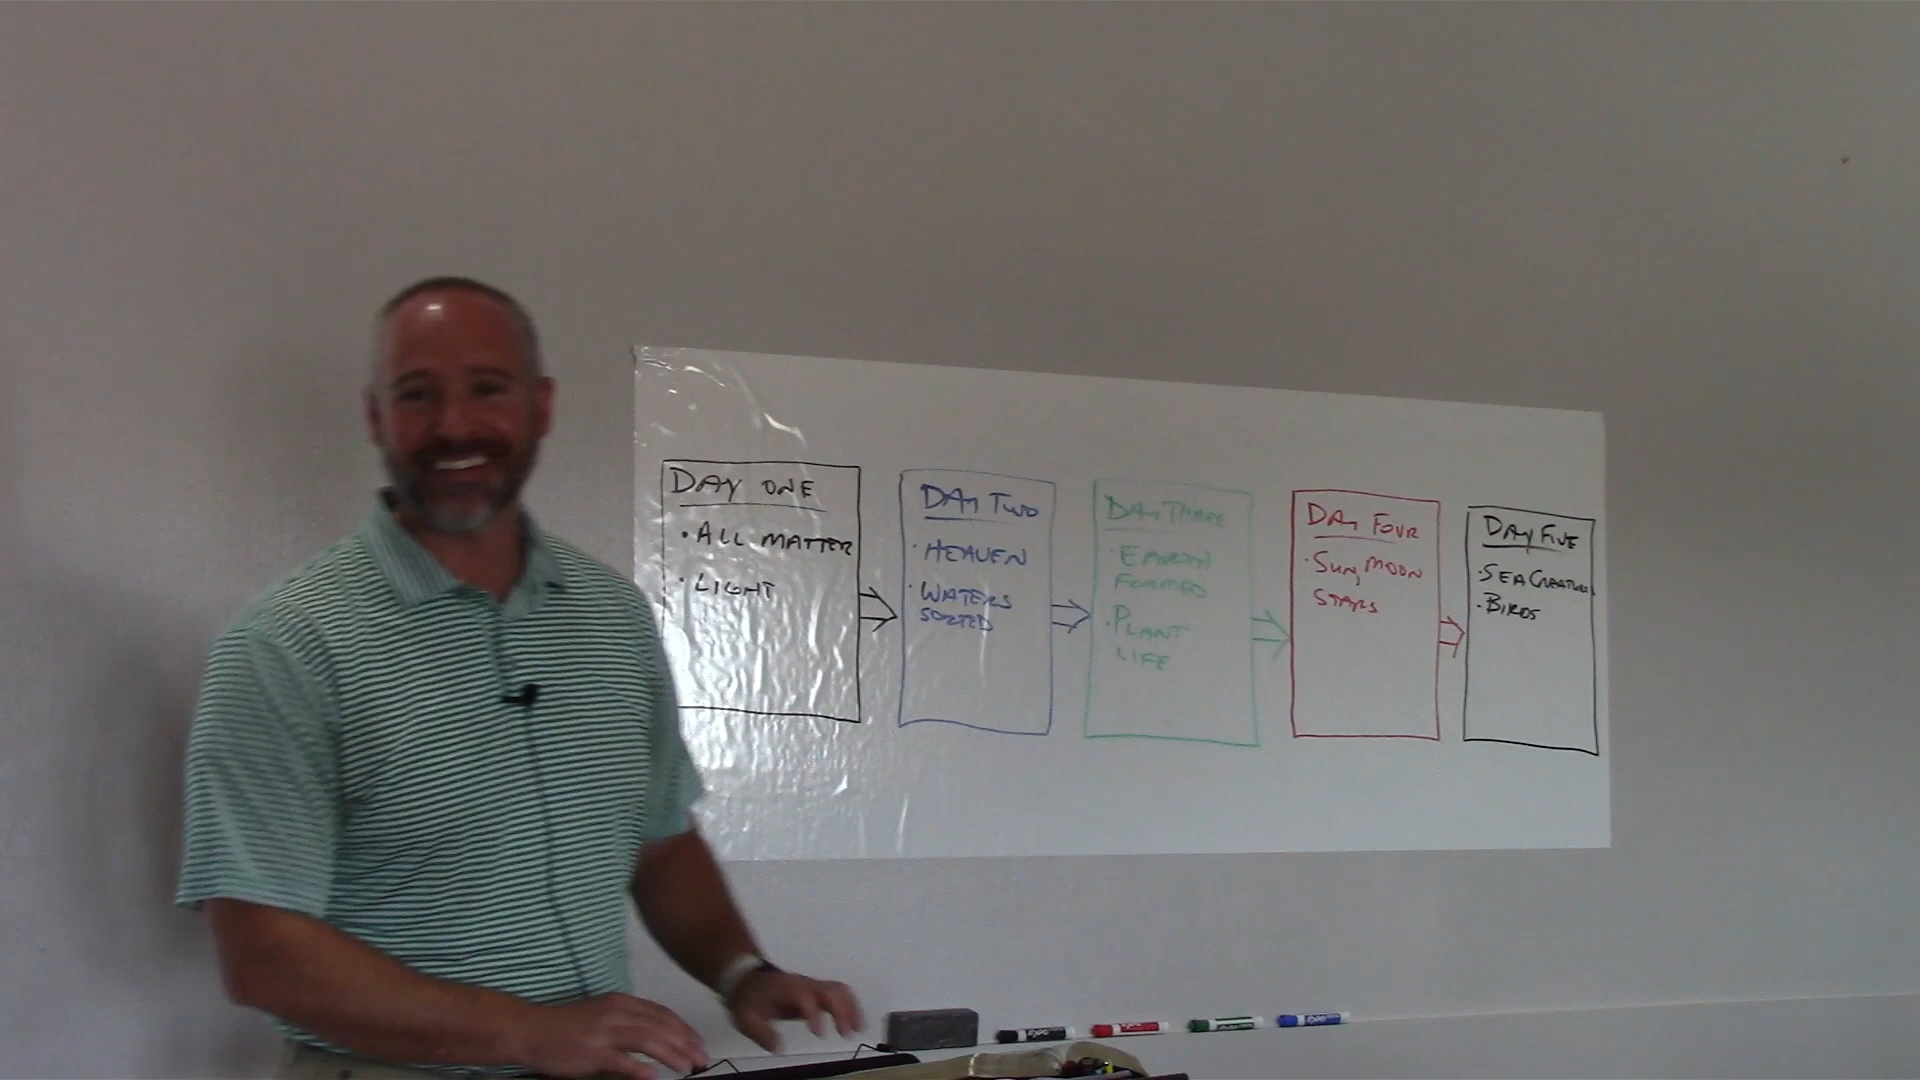 DAY ONE
· ALL MATTER
· LIGHT
DAY TWO
· HEAVEN
· WATERS
SORTED
DAY THREE
· EARTH
FORMED
· PLANT
LIFE
DAY FOUR
· SUN, MOON
STARS
DAY FIVE
· SEA CREATURES
· BIRDS
EXPO